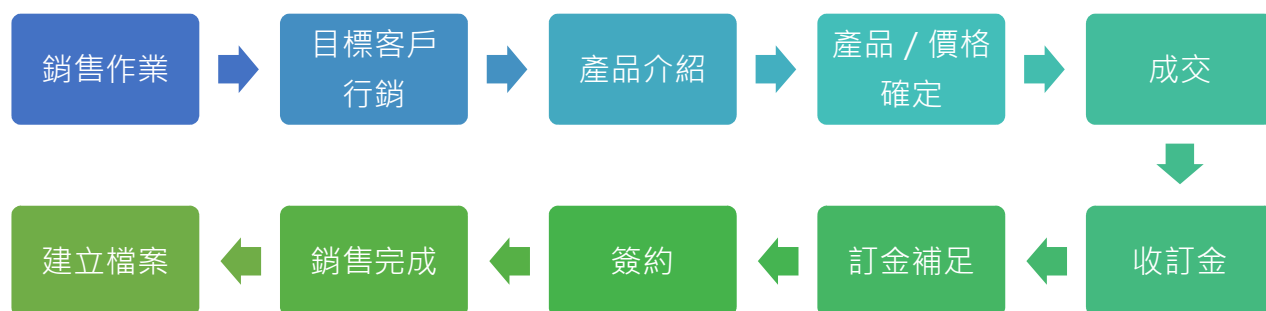 銷售作業
目標客戶
行銷
產品介紹
產品 / 價格
確定
成交
收訂金
訂金補足
簽約
銷售完成
建立檔案